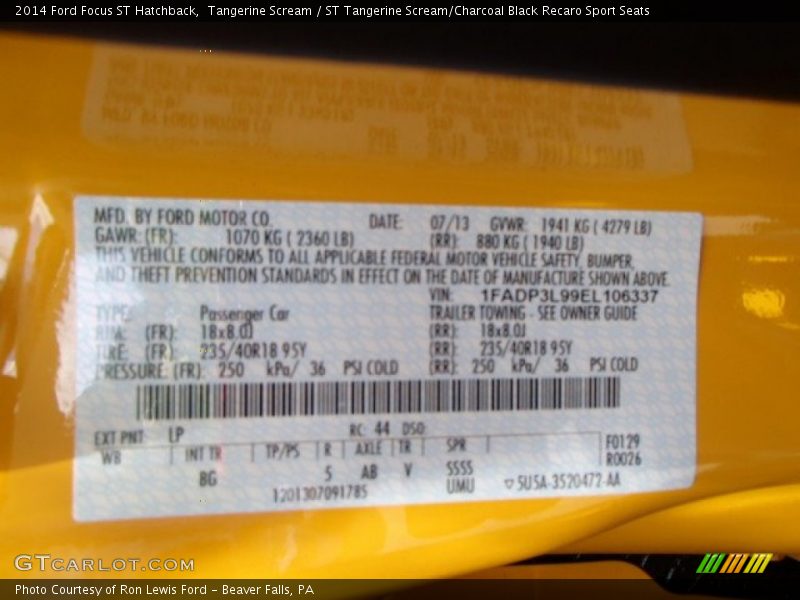 2014 Ford Focus ST Hatchback,  Tangerine Scream / ST Tangerine Scream/Charcoal Black Recaro Sport Seats
MFD. BY FORD MOTOR CO. DATE: 07/13 GVWR: 1941 KG ( 4279 LB)
GAWR: (FR): 1070 KG ( 2360 LB) (RR): 880 KG ( 1940 LB)
THIS VEHICLE CONFORMS TO ALL APPLICABLE FEDERAL MOTOR VEHICLE SAFETY, BUMPER,
AND THEFT PREVENTION STANDARDS IN EFFECT ON THE DATE OF MANUFACTURE SHOWN ABOVE.
VIN: 1FADP3L99EL106337
TYPE: Passenger Car TRAILER TOWING - SEE OWNER GUIDE
RIM: (FR): 18x8.0J (RR): 18x8.0J
TIRE: (FR): 235/40R18 95Y (RR): 235/40R18 95Y
PRESSURE: (FR): 250 kPa/ 36 PSI COLD (RR): 250 kPa/ 36 PSI COLD
EXT PNT LP RC: 44 DSO: F0129
WB INT TR TP/PS R AXLE TR SPR R0026
BG 5 AB V SSSS
1201307091785 UMU 5U5A-3520472-AA
GTCARLOT.COM
Photo Courtesy of Ron Lewis Ford - Beaver Falls, PA